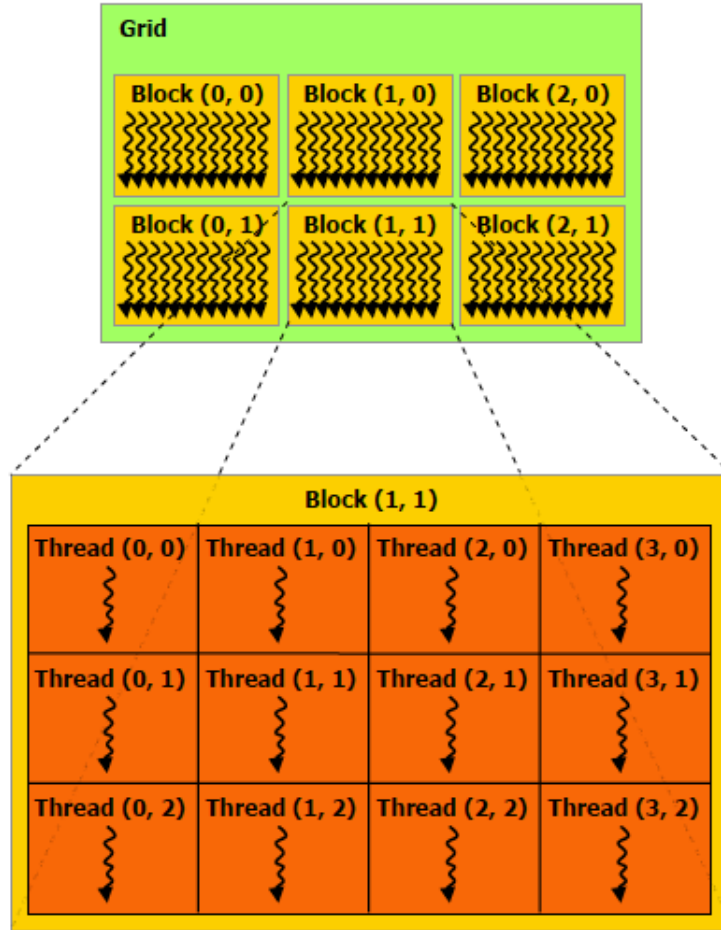 Grid
Block (0, 0) Block (1, 0) Block (2, 0)
Block (0, 1) Block (1, 1) Block (2, 1)
Block (1, 1)
Thread (0, 0) Thread (1, 0) Thread (2, 0) Thread (3, 0)
Thread (0, 1) Thread (1, 1) Thread (2, 1) Thread (3, 1)
Thread (0, 2) Thread (1, 2) Thread (2, 2) Thread (3, 2)